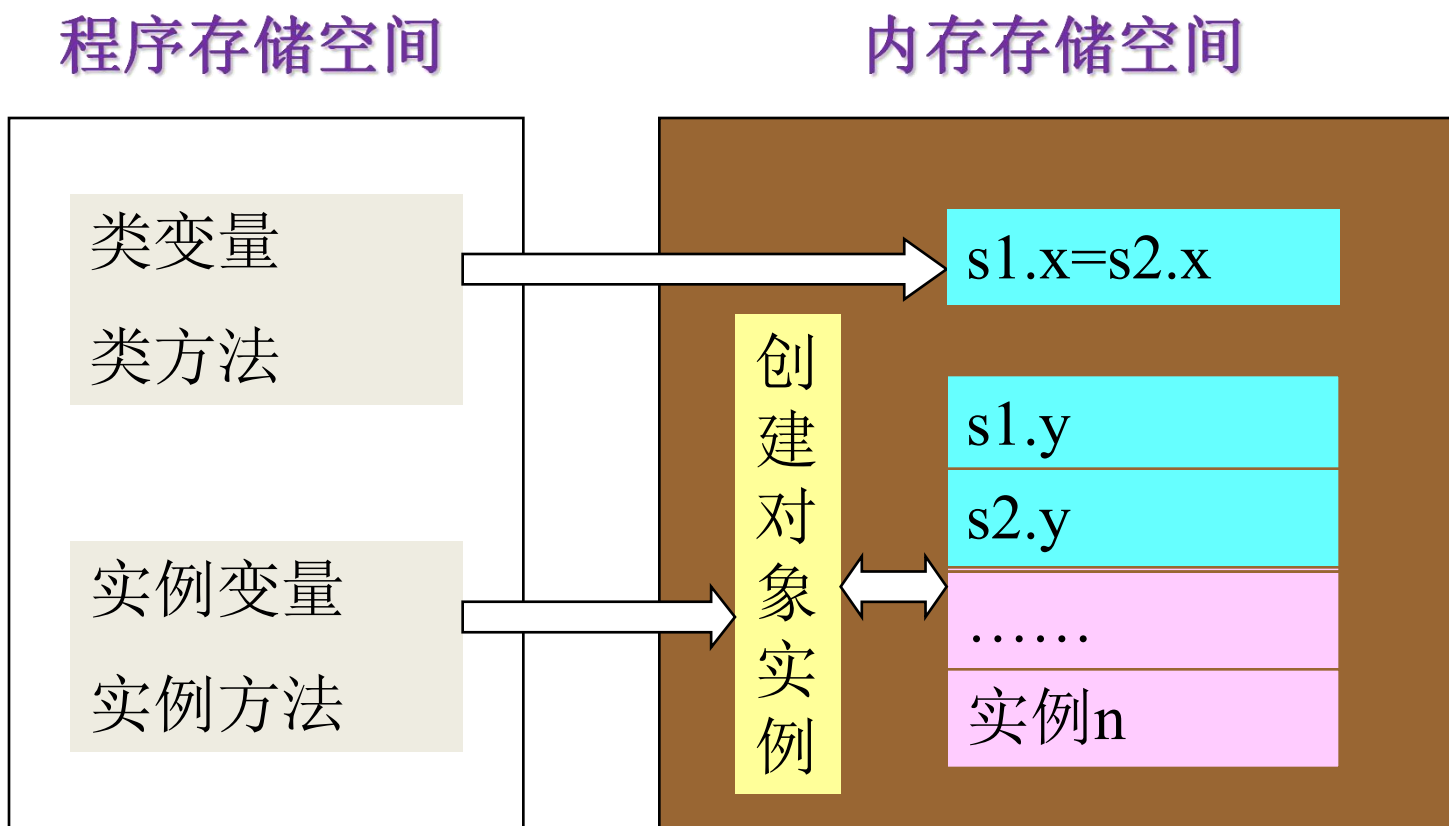 程序存储空间
内存存储空间
类变量
类方法
实例变量
实例方法
创建对象实例
s1.x=s2.x
s1.y
s2.y
……
实例n